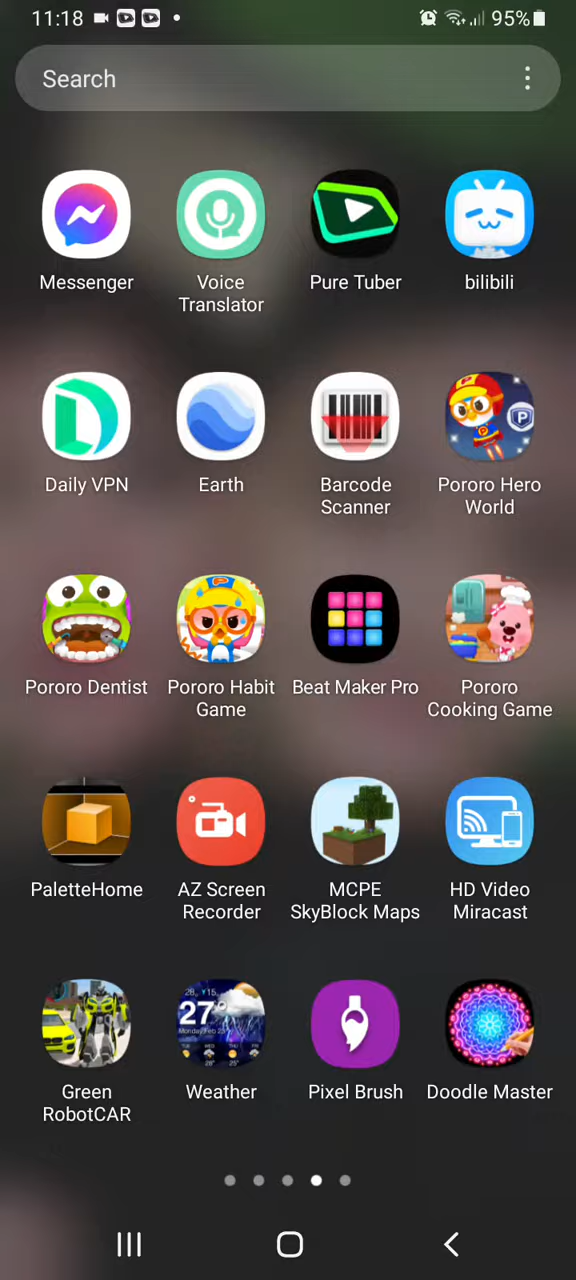 11:18
95%
Search
Messenger
Voice
Translator
Pure Tuber
bilibili
Daily VPN
Earth
Barcode
Scanner
Pororo Hero
World
Pororo Dentist
Pororo Habit
Game
Beat Maker Pro
Pororo
Cooking Game
PaletteHome
AZ Screen
Recorder
MCPE
SkyBlock Maps
HD Video
Miracast
27°
Green
RobotCAR
Weather
Pixel Brush
Doodle Master